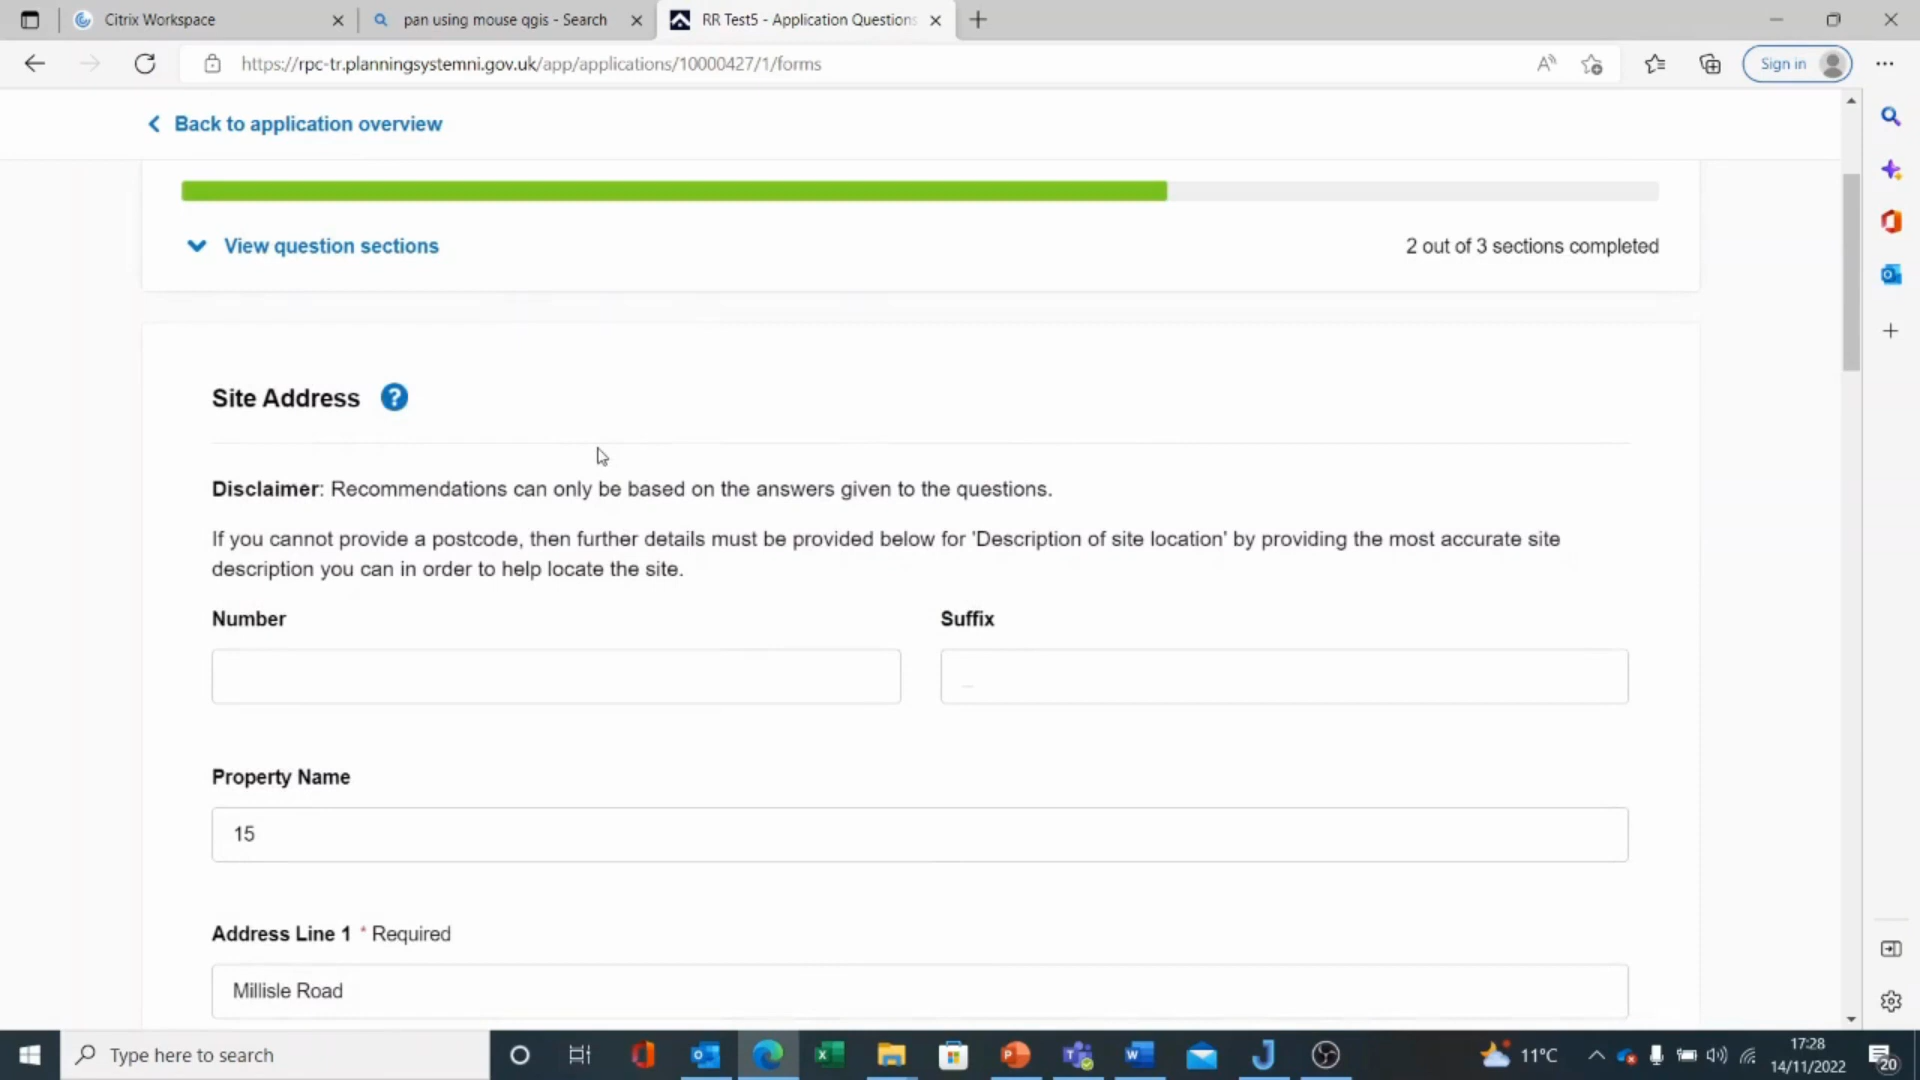 Citrix Workspace
pan using mouse qgis - Search
RR Test5 - Application Questions
https://rpc-tr.planningsystemni.gov.uk/app/applications/10000427/1/forms
Sign in
Back to application overview
View question sections
2 out of 3 sections completed
Site Address ?
Disclaimer: Recommendations can only be based on the answers given to the questions.
If you cannot provide a postcode, then further details must be provided below for 'Description of site location' by providing the most accurate site
description you can in order to help locate the site.
Number
Suffix
Property Name
15
Address Line 1 * Required
Millisle Road
Type here to search
11°C
17:28
14/11/2022
20